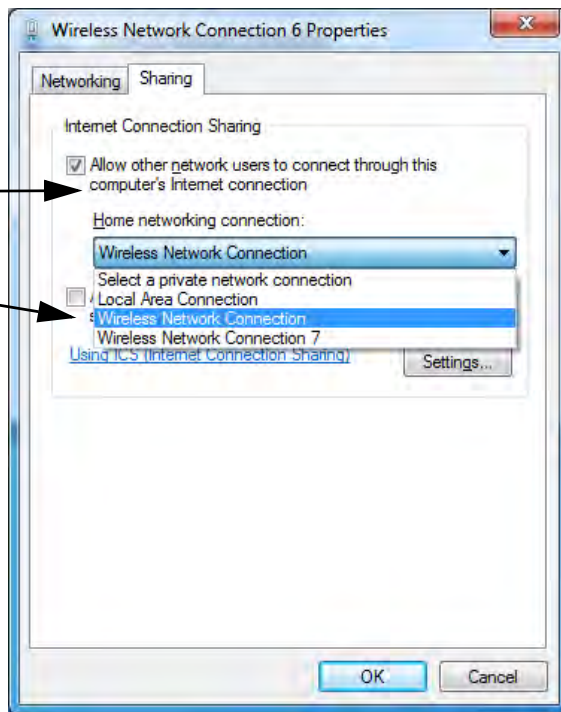 Wireless Network Connection 6 Properties
Networking
Sharing
Internet Connection Sharing
Allow other network users to connect through this
computer's Internet connection
Home networking connection:
Wireless Network Connection
Select a private network connection
Local Area Connection
Wireless Network Connection
Wireless Network Connection 7
Using ICS (Internet Connection Sharing)
Settings...
OK
Cancel